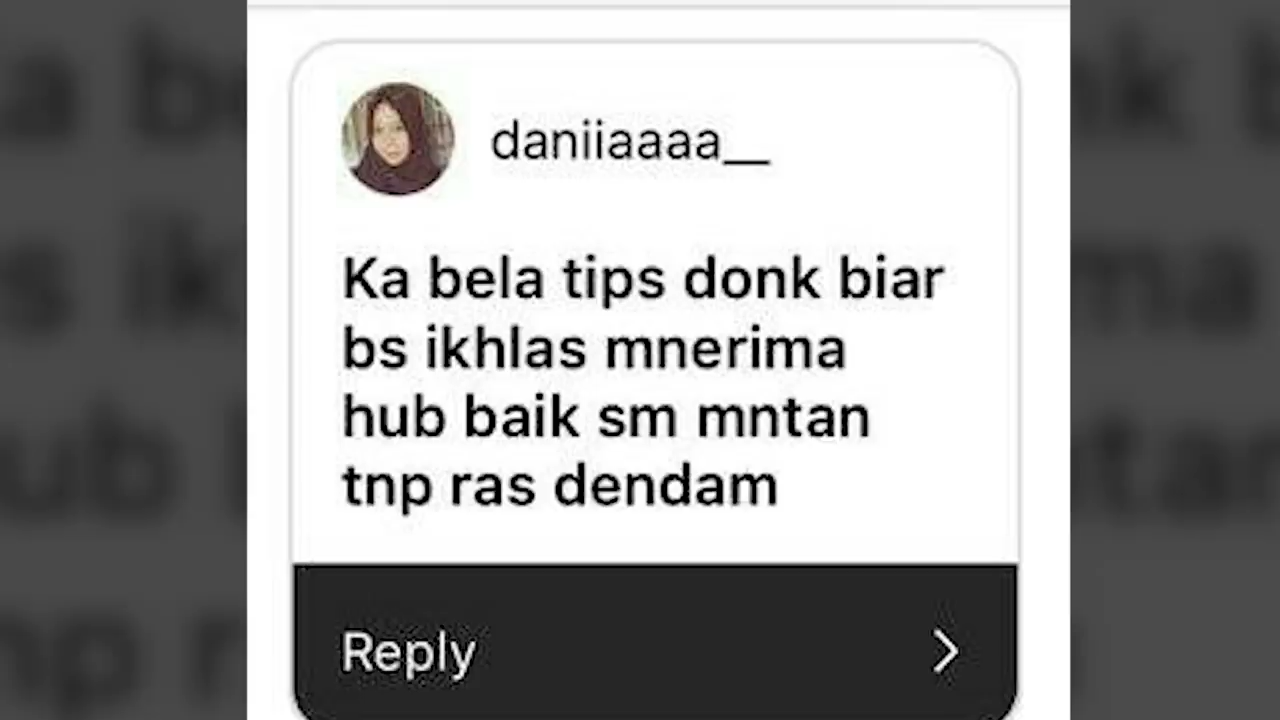 daniiaaaa__
Ka bela tips donk biar
bs ikhlas mnerima
hub baik sm mntan
tnp ras dendam
Reply